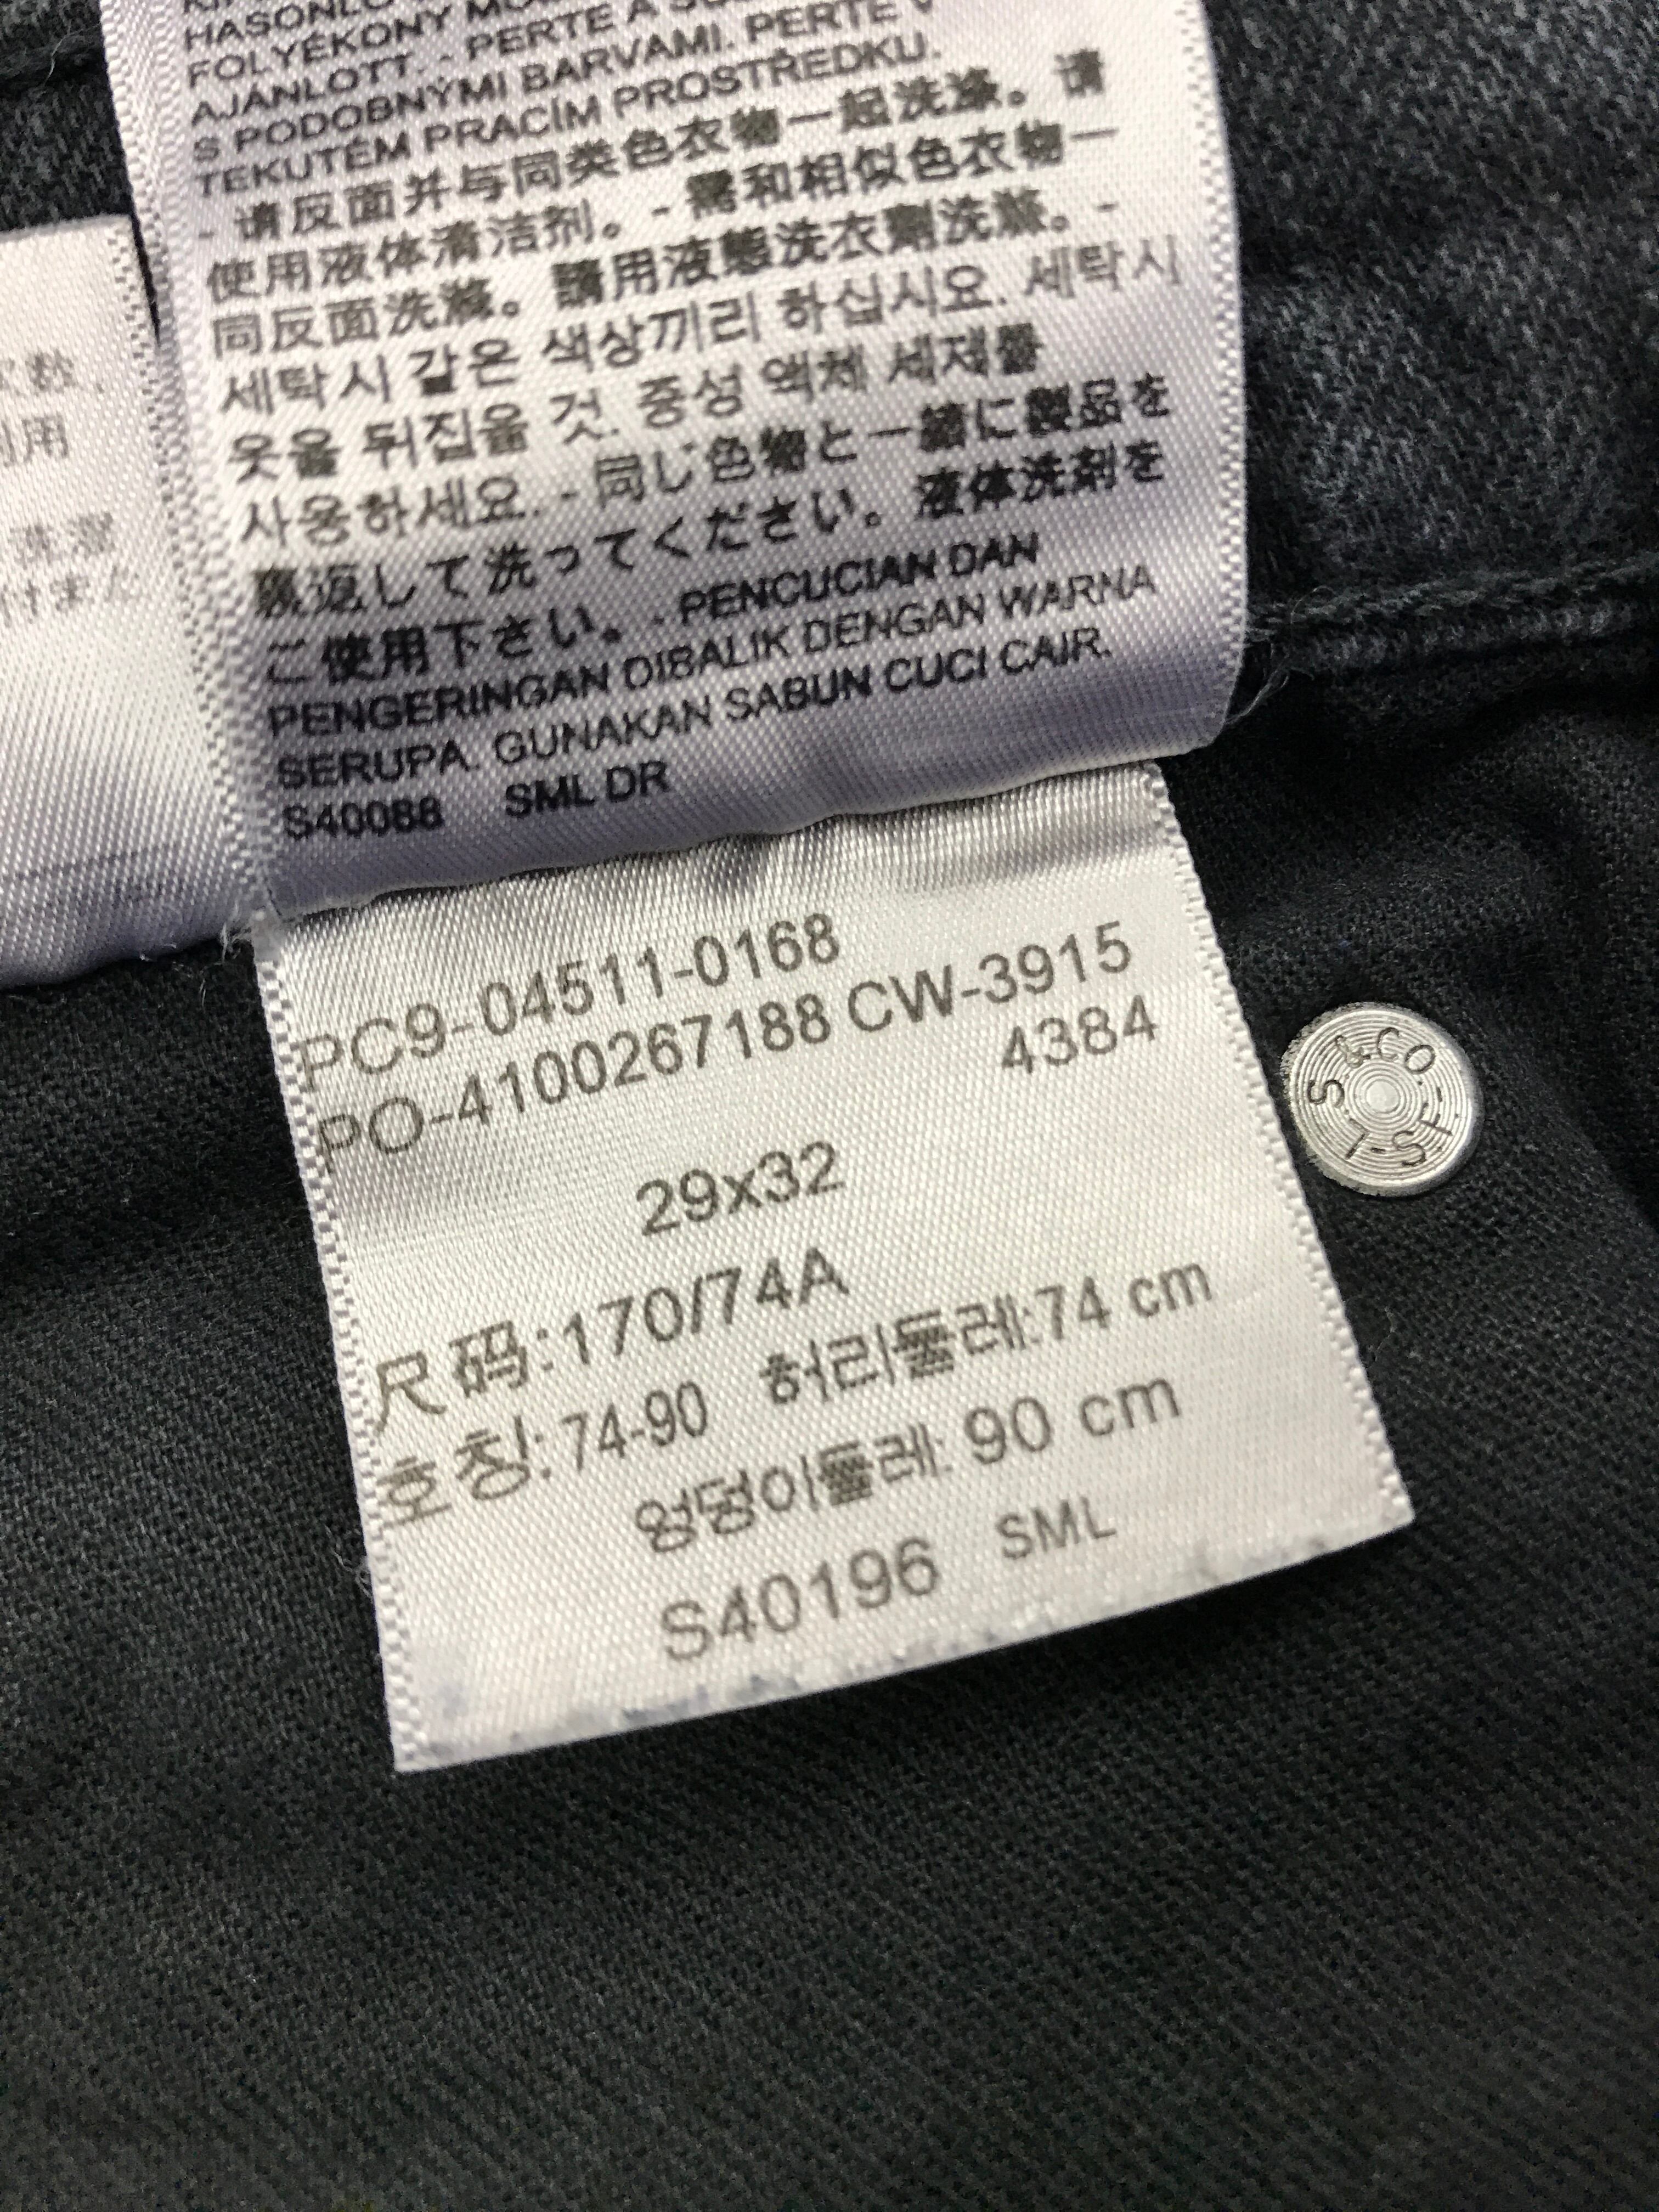 HASONLÓ
FOLYÉKONY
AJÁNLOTT. - PERTE A
S PODOBNÝMI BARVAMI. PERTE V
TEKUTÉM PRACÍM PROSTŘEDKU.
- 请反面并与同类色衣物一起洗涤。请
使用液体清洁剂。- 需和相似色衣物一
同反面洗滌。請用液態洗衣劑洗滌。-
세탁시 같은 색상끼리 하십시요. 세탁시
옷을 뒤집을 것. 중성 액체 세제를
사용하세요. - 同じ色物と一緒に製品を
裏返して洗ってください。液体洗剤を
ご使用下さい。- PENCUCIAN DAN
PENGERINGAN DIBALIK DENGAN WARNA
SERUPA. GUNAKAN SABUN CUCI CAIR.
S40088 SML DR
用
PC9-04511-0168
PO-4100267188 CW-3915
4384
29x32
尺码:170/74A
호칭: 74-90 허리둘레:74 cm
엉덩이둘레: 90 cm
S40196 SML
L S & CO
S.F.